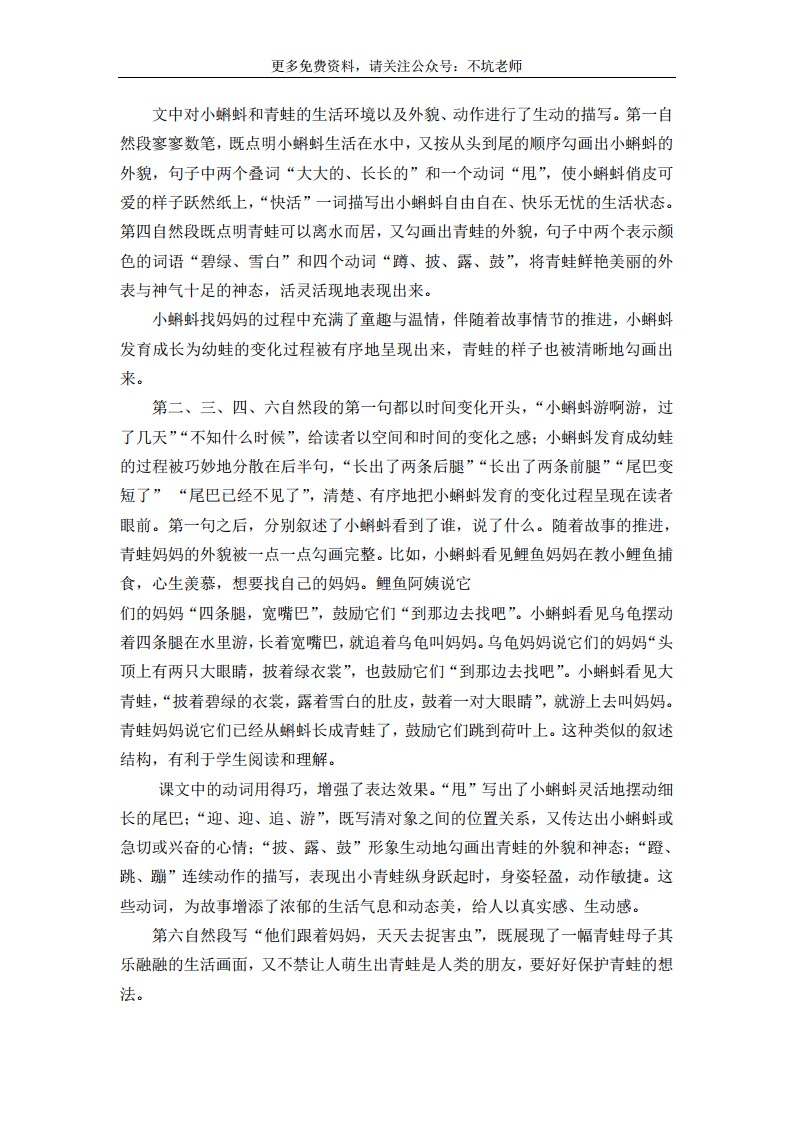 更多免费资料，请关注公众号：不坑老师
文中对小蝌蚪和青蛙的生活环境以及外貌、动作进行了生动的描写。第一自
然段寥寥数笔，既点明小蝌蚪生活在水中，又按从头到尾的顺序勾画出小蝌蚪的
外貌，句子中两个叠词“大大的、长长的”和一个动词“甩”，使小蝌蚪俏皮可
爱的样子跃然纸上，“快活”一词描写出小蝌蚪自由自在、快乐无忧的生活状态。
第四自然段既点明青蛙可以离水而居，又勾画出青蛙的外貌，句子中两个表示颜
色的词语“碧绿、雪白”和四个动词“蹲、披、露、鼓”，将青蛙鲜艳美丽的外
表与神气十足的神态，活灵活现地表现出来。
小蝌蚪找妈妈的过程中充满了童趣与温情，伴随着故事情节的推进，小蝌蚪
发育成长为幼蛙的变化过程被有序地呈现出来，青蛙的样子也被清晰地勾画出
来。
第二、三、四、六自然段的第一句都以时间变化开头，“小蝌蚪游啊游，过
了几天”“不知什么时候”，给读者以空间和时间的变化之感；小蝌蚪发育成幼蛙
的过程被巧妙地分散在后半句，“长出了两条后腿”“长出了两条前腿”“尾巴变
短了” “尾巴已经不见了”，清楚、有序地把小蝌蚪发育的变化过程呈现在读者
眼前。第一句之后，分别叙述了小蝌蚪看到了谁，说了什么。随着故事的推进，
青蛙妈妈的外貌被一点一点勾画完整。比如，小蝌蚪看见鲤鱼妈妈在教小鲤鱼捕
食，心生羡慕，想要找自己的妈妈。鲤鱼阿姨说它
们的妈妈“四条腿，宽嘴巴”，鼓励它们“到那边去找吧”。小蝌蚪看见乌龟摆动
着四条腿在水里游，长着宽嘴巴，就追着乌龟叫妈妈。乌龟妈妈说它们的妈妈“头
顶上有两只大眼睛，披着绿衣裳”，也鼓励它们“到那边去找吧”。小蝌蚪看见大
青蛙，“披着碧绿的衣裳，露着雪白的肚皮，鼓着一对大眼睛”，就游上去叫妈妈。
青蛙妈妈说它们已经从蝌蚪长成青蛙了，鼓励它们跳到荷叶上。这种类似的叙述
结构，有利于学生阅读和理解。
课文中的动词用得巧，增强了表达效果。“甩”写出了小蝌蚪灵活地摆动细
长的尾巴；“迎、迎、追、游”，既写清对象之间的位置关系，又传达出小蝌蚪或
急切或兴奋的心情；“披、露、鼓”形象生动地勾画出青蛙的外貌和神态；“蹬、
跳、蹦”连续动作的描写，表现出小青蛙纵身跃起时，身姿轻盈，动作敏捷。这
些动词，为故事增添了浓郁的生活气息和动态美，给人以真实感、生动感。
第六自然段写“他们跟着妈妈，天天去捉害虫”，既展现了一幅青蛙母子其
乐融融的生活画面，又不禁让人萌生出青蛙是人类的朋友，要好好保护青蛙的想
法。